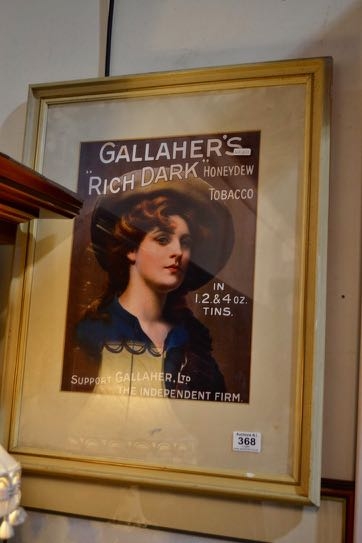 GALLAHER'S
"RICH DARK" HONEYDEW
TOBACCO
IN
1.2.&4 OZ.
TINS.
SUPPORT GALLAHER, LTD
THE INDEPENDENT FIRM.
368